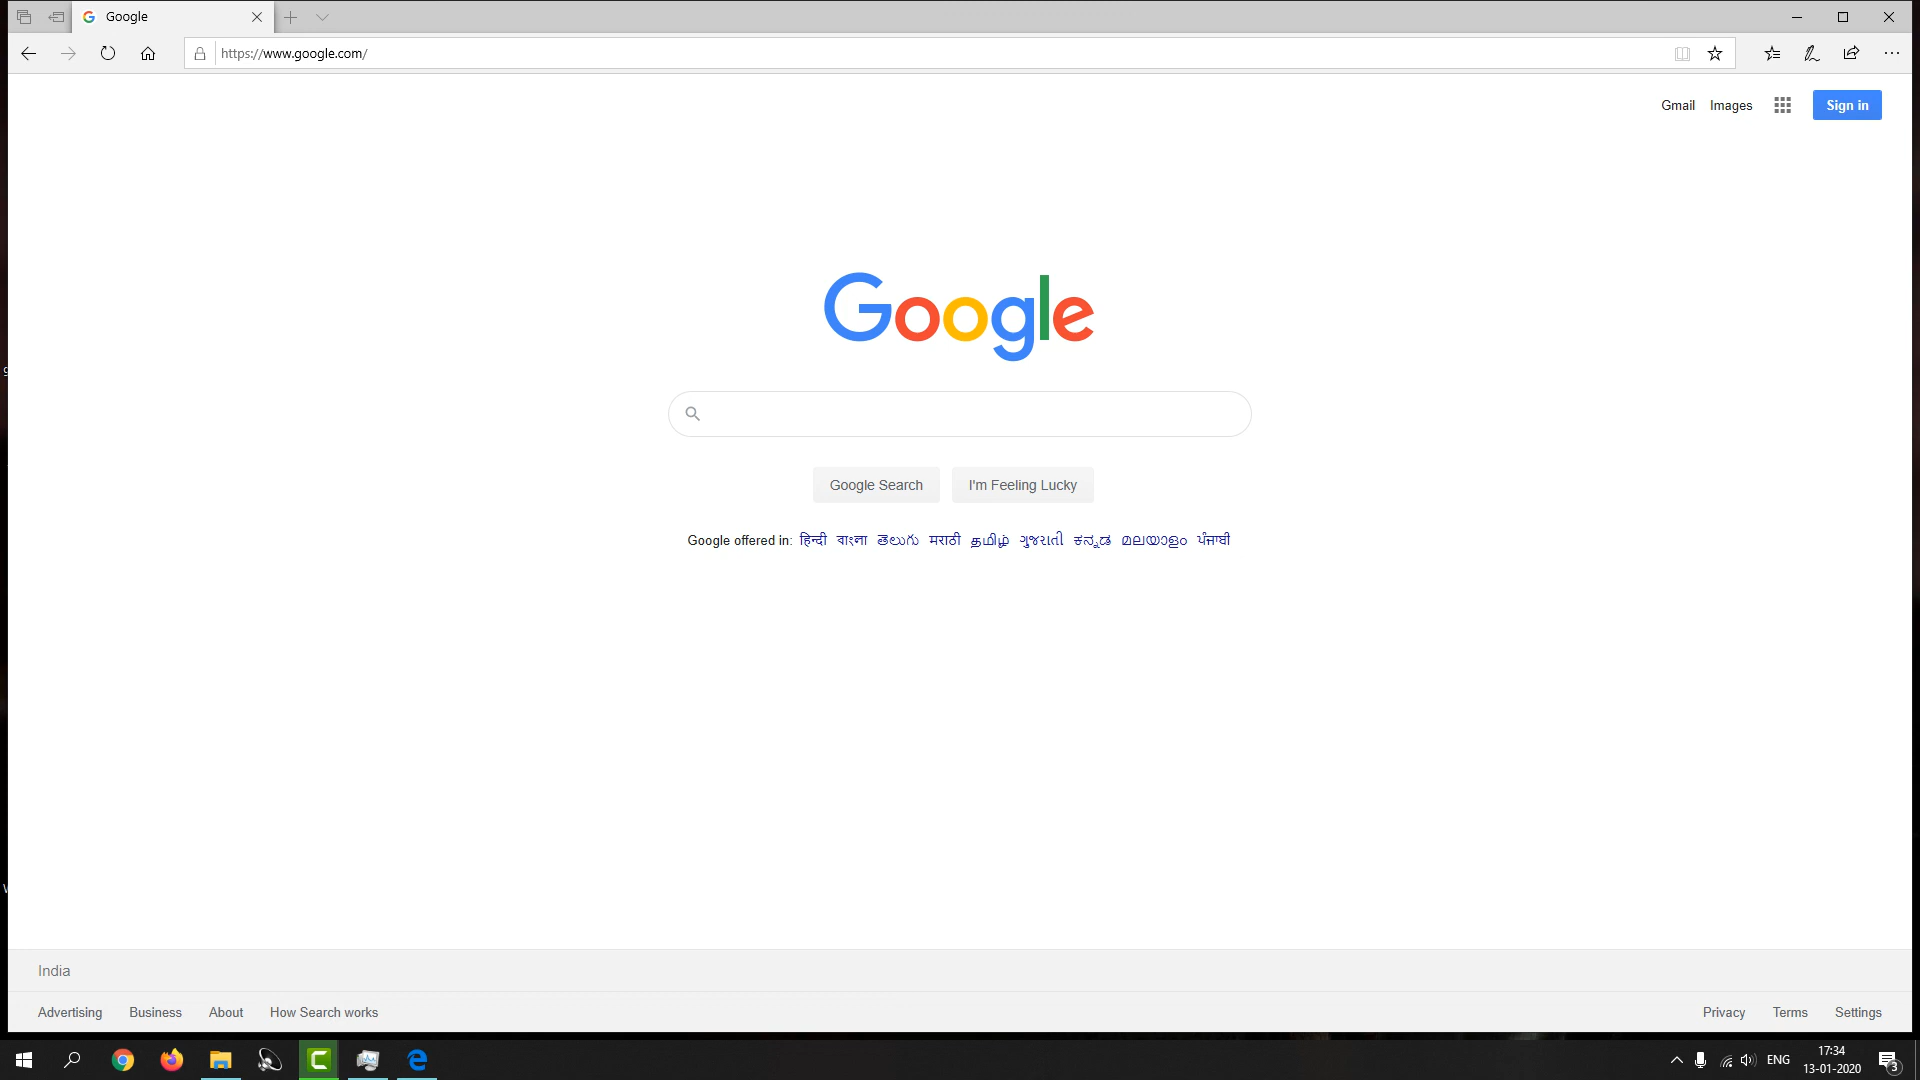 Google
https://www.google.com/
Gmail Images Sign in
Google
Google Search I'm Feeling Lucky
Google offered in: हिन्दी বাংলা తెలుగు मराठी தமிழ் ગુજરાતી ಕನ್ನಡ മലയാളം ਪੰਜਾਬੀ
India
Advertising Business About How Search works Privacy Terms Settings
ENG 17:34
13-01-2020 3